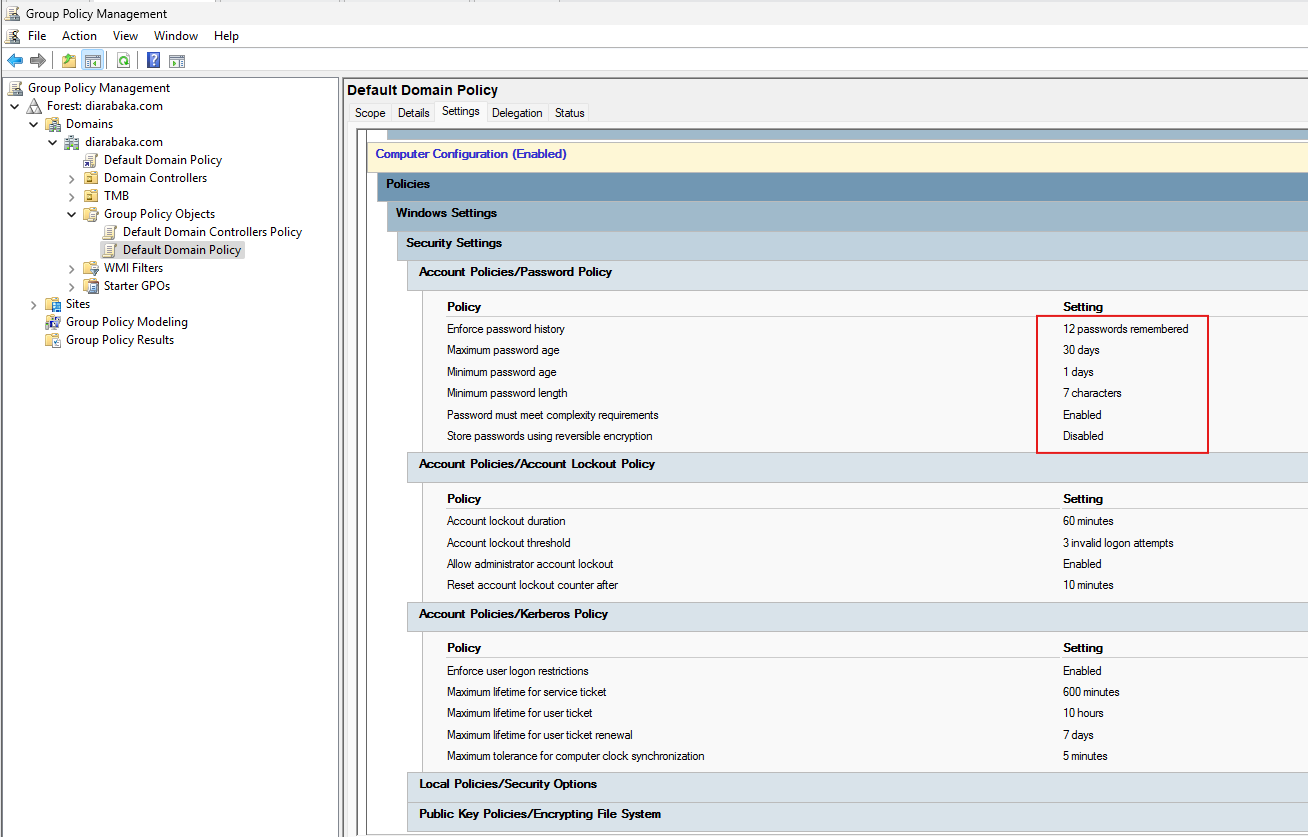 Group Policy Management
File Action View Window Help
Group Policy Management
Forest: diarabaka.com
Domains
diarabaka.com
Default Domain Policy
Domain Controllers
TMB
Group Policy Objects
Default Domain Controllers Policy
Default Domain Policy
WMI Filters
Starter GPOs
Sites
Group Policy Modeling
Group Policy Results
Default Domain Policy
Scope Details Settings Delegation Status
Computer Configuration (Enabled)
Policies
Windows Settings
Security Settings
Account Policies/Password Policy
Policy Setting
Enforce password history 12 passwords remembered
Maximum password age 30 days
Minimum password age 1 days
Minimum password length 7 characters
Password must meet complexity requirements Enabled
Store passwords using reversible encryption Disabled
Account Policies/Account Lockout Policy
Policy Setting
Account lockout duration 60 minutes
Account lockout threshold 3 invalid logon attempts
Allow administrator account lockout Enabled
Reset account lockout counter after 10 minutes
Account Policies/Kerberos Policy
Policy Setting
Enforce user logon restrictions Enabled
Maximum lifetime for service ticket 600 minutes
Maximum lifetime for user ticket 10 hours
Maximum lifetime for user ticket renewal 7 days
Maximum tolerance for computer clock synchronization 5 minutes
Local Policies/Security Options
Public Key Policies/Encrypting File System